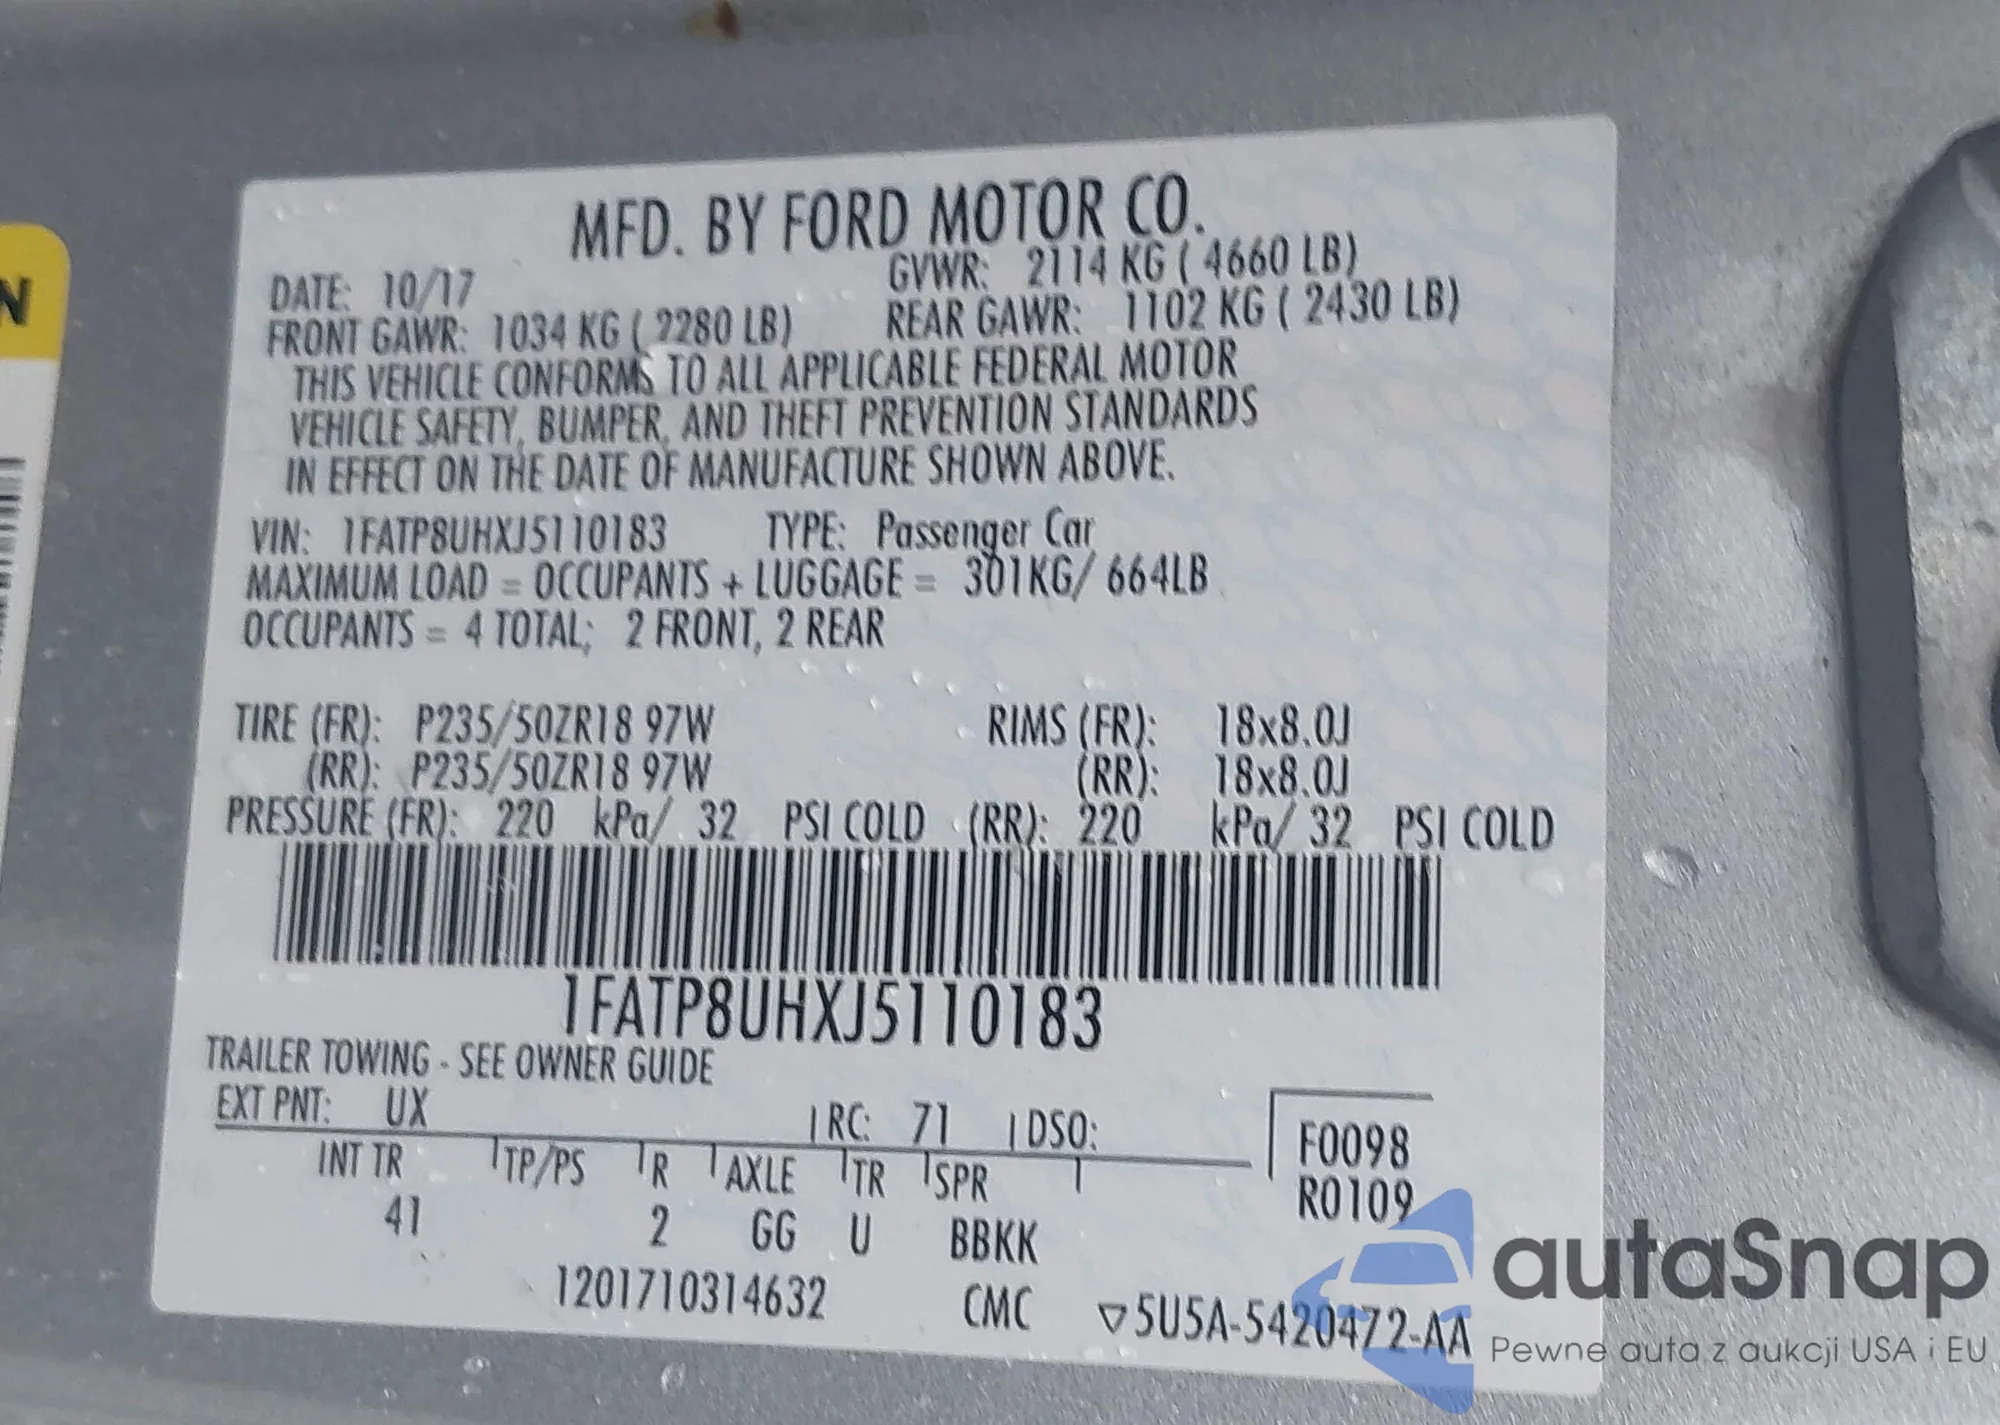 N
MFD. BY FORD MOTOR CO.
DATE: 10/17 GVWR: 2114 KG ( 4660 LB)
FRONT GAWR: 1034 KG ( 2280 LB) REAR GAWR: 1102 KG ( 2430 LB)
THIS VEHICLE CONFORMS TO ALL APPLICABLE FEDERAL MOTOR
VEHICLE SAFETY, BUMPER, AND THEFT PREVENTION STANDARDS
IN EFFECT ON THE DATE OF MANUFACTURE SHOWN ABOVE.
VIN: 1FATP8UHXJ5110183 TYPE: Passenger Car
MAXIMUM LOAD = OCCUPANTS + LUGGAGE = 301KG/ 664LB
OCCUPANTS = 4 TOTAL; 2 FRONT, 2 REAR
TIRE (FR): P235/50ZR18 97W RIMS (FR): 18x8.0J
(RR): P235/50ZR18 97W (RR): 18x8.0J
PRESSURE (FR): 220 kPa/ 32 PSI COLD (RR): 220 kPa/ 32 PSI COLD
1FATP8UHXJ5110183
TRAILER TOWING - SEE OWNER GUIDE
EXT PNT: UX RC: 71 DSO: F0098
INT TR TP/PS R AXLE TR SPR R0109
41 2 GG U BBKK
1201710314632 CMC ▽5U5A-5420472-AA
autaSnap
Pewne auta z aukcji USA i EU